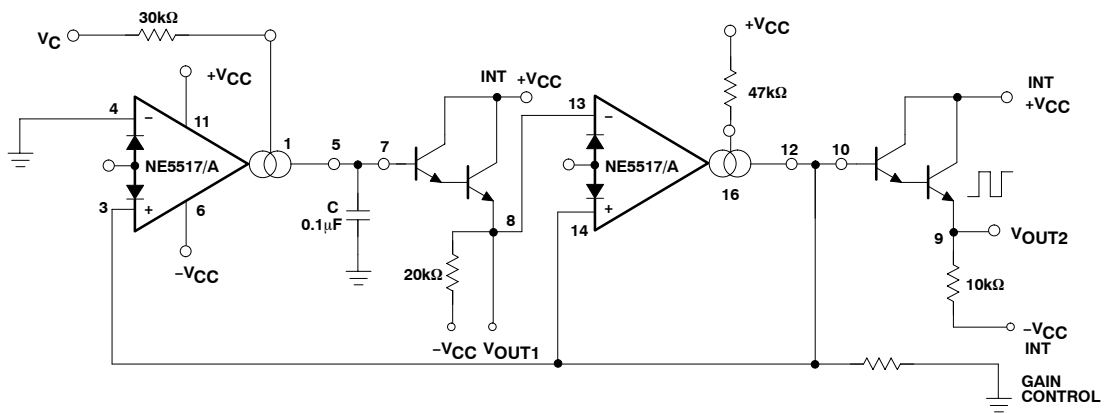 30kΩ
VC
+VCC
INT
+VCC
+VCC
47kΩ
INT
+VCC
4
−
11
NE5517/A
1
5
7
13
−
NE5517/A
12
10
3
+
6
C
0.1μF
8
+
14
16
9
VOUT2
−VCC
20kΩ
10kΩ
−VCC
VOUT1
−VCC
INT
GAIN
CONTROL